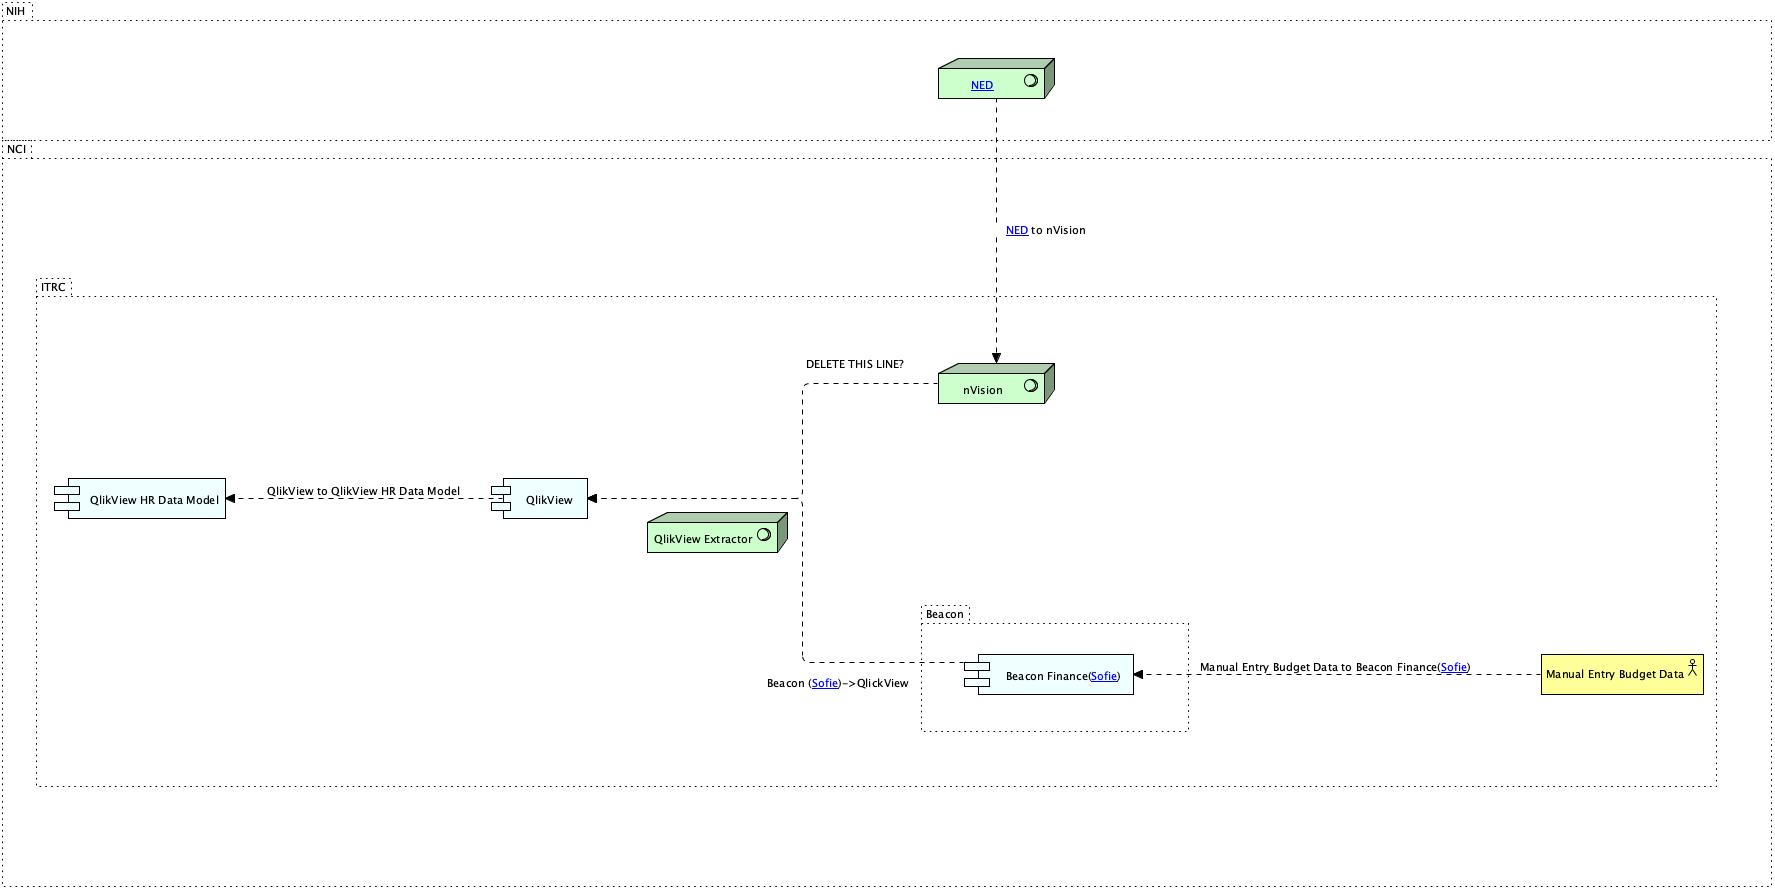 NIH
NED
NCI
NED to nVision
ITRC
DELETE THIS LINE?
nVision
QlikView to QlikView HR Data Model
QlikView HR Data Model
QlikView
QlikView Extractor
Beacon
Manual Entry Budget Data to Beacon Finance(Sofie)
Beacon Finance(Sofie)
Manual Entry Budget Data
Beacon (Sofie)->QlickView